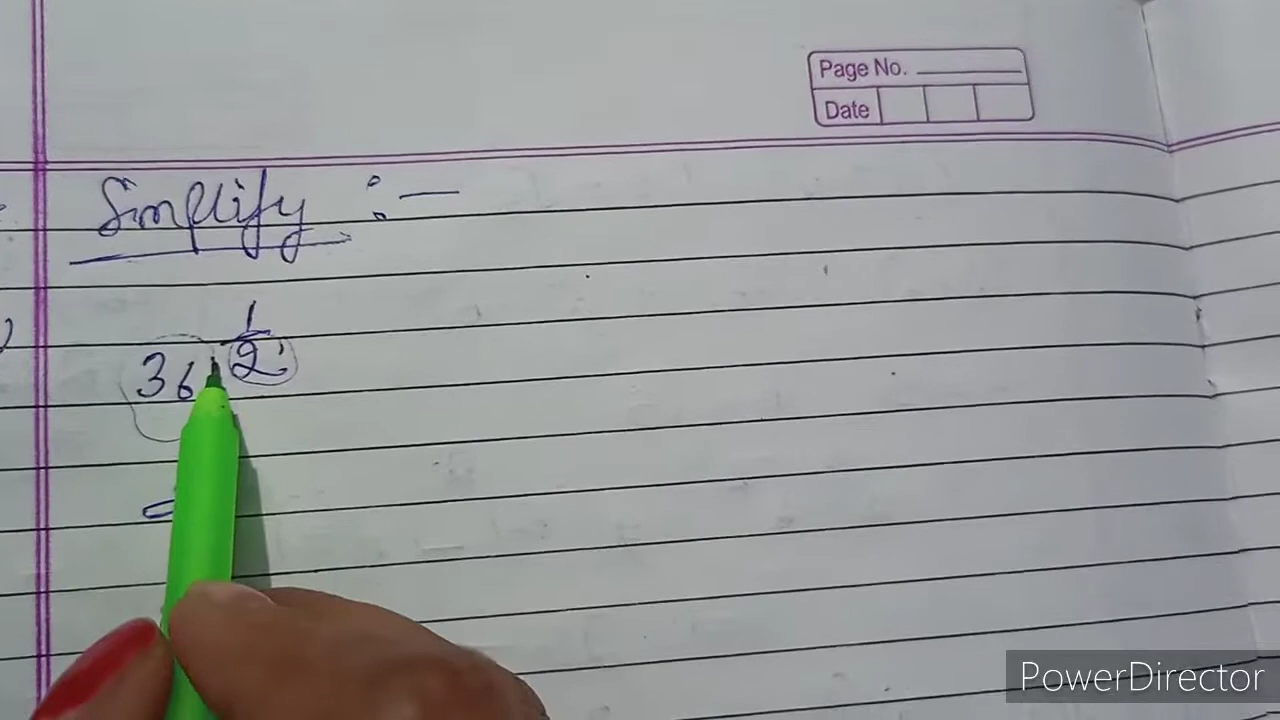 Page No.
Date
Simplify :-
36 1/2
=
PowerDirector